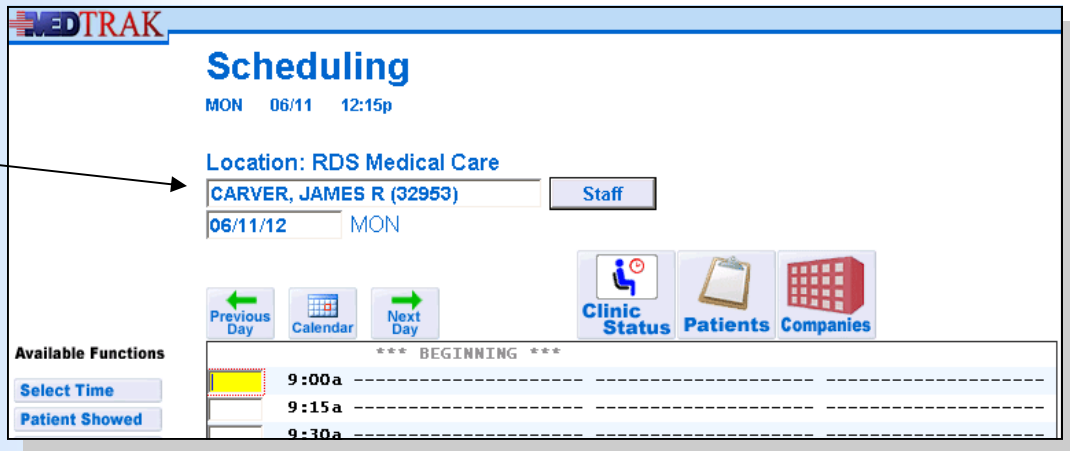 MEDTRAK
Scheduling
MON 06/11 12:15p
Location: RDS Medical Care
CARVER, JAMES R (32953) Staff
06/11/12 MON
Previous Day Calendar Next Day Clinic Status Patients Companies
Available Functions *** BEGINNING ***
Select Time 9:00a -------------------- -------------------- --------------------
Patient Showed 9:15a -------------------- -------------------- --------------------
9:30a -------------------- -------------------- --------------------